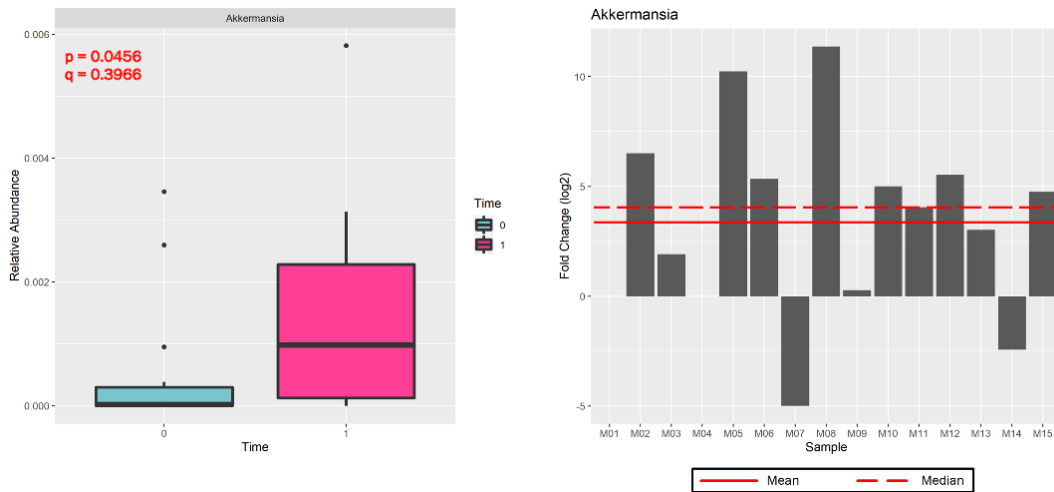 Akkermansia
p = 0.0456
q = 0.3966
0.006
0.004
0.002
0.000
Relative Abundance
0
1
Time
Time
0
1
Akkermansia
10
5
0
-5
Fold Change (log2)
M01 M02 M03 M04 M05 M06 M07 M08 M09 M10 M11 M12 M13 M14 M15
Sample
Mean Median